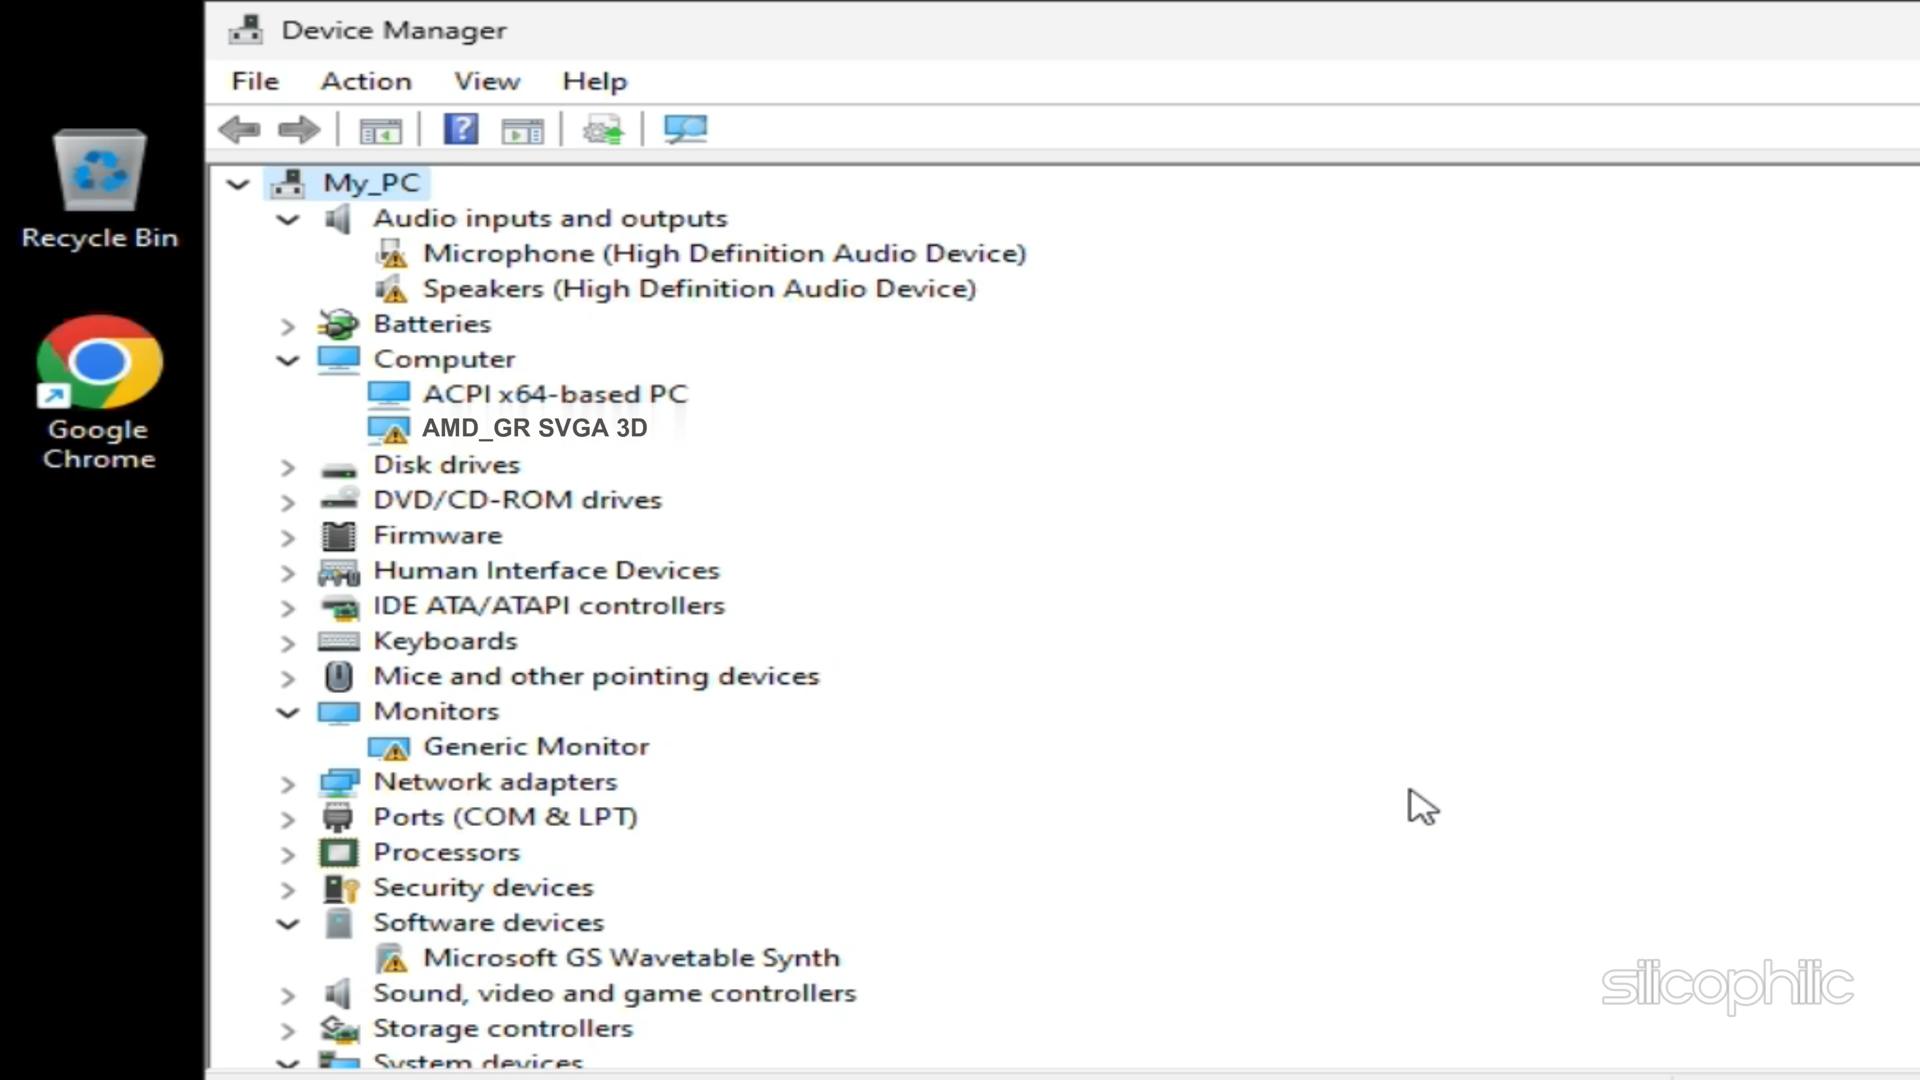 Device Manager
File Action View Help
Recycle Bin
Google
Chrome
My_PC
Audio inputs and outputs
Microphone (High Definition Audio Device)
Speakers (High Definition Audio Device)
Batteries
Computer
ACPI x64-based PC
AMD_GR SVGA 3D
Disk drives
DVD/CD-ROM drives
Firmware
Human Interface Devices
IDE ATA/ATAPI controllers
Keyboards
Mice and other pointing devices
Monitors
Generic Monitor
Network adapters
Ports (COM & LPT)
Processors
Security devices
Software devices
Microsoft GS Wavetable Synth
Sound, video and game controllers
Storage controllers
System devices
silicophilic